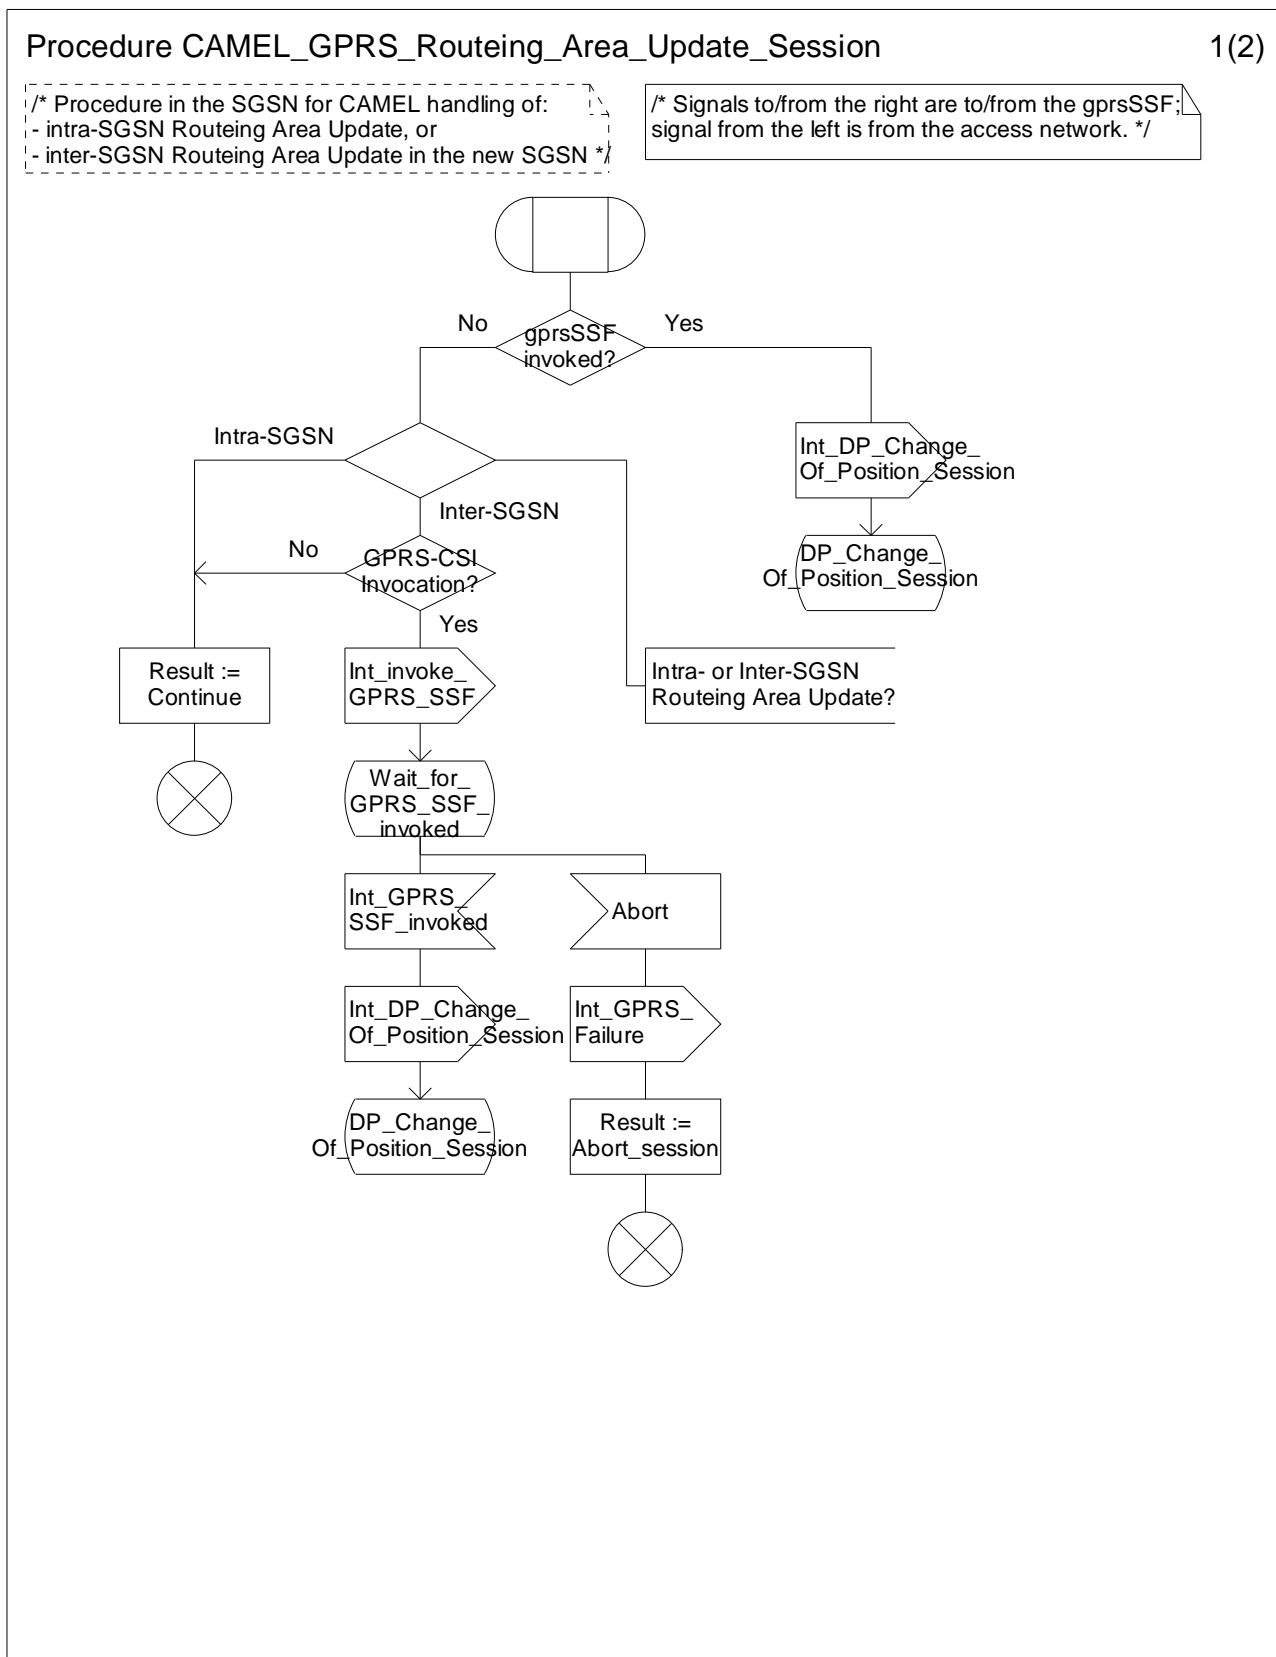 Procedure CAMEL_GPRS_Routeing_Area_Update_Session
1(2)
/* Procedure in the SGSN for CAMEL handling of:
- intra-SGSN Routeing Area Update, or
- inter-SGSN Routeing Area Update in the new SGSN */
/* Signals to/from the right are to/from the gprsSSF;
signal from the left is from the access network. */
No
gprsSSF
invoked?
Yes
Intra-SGSN
Int_DP_Change_
Of_Position_Session
Inter-SGSN
No
GPRS-CSI
Invocation?
DP_Change_
Of_Position_Session
Yes
Result :=
Continue
Int_invoke_
GPRS_SSF
Intra- or Inter-SGSN
Routeing Area Update?
Wait_for_
GPRS_SSF_
invoked
Int_GPRS_
SSF_invoked
Abort
Int_DP_Change_
Of_Position_Session
Int_GPRS_
Failure
DP_Change_
Of_Position_Session
Result :=
Abort_session